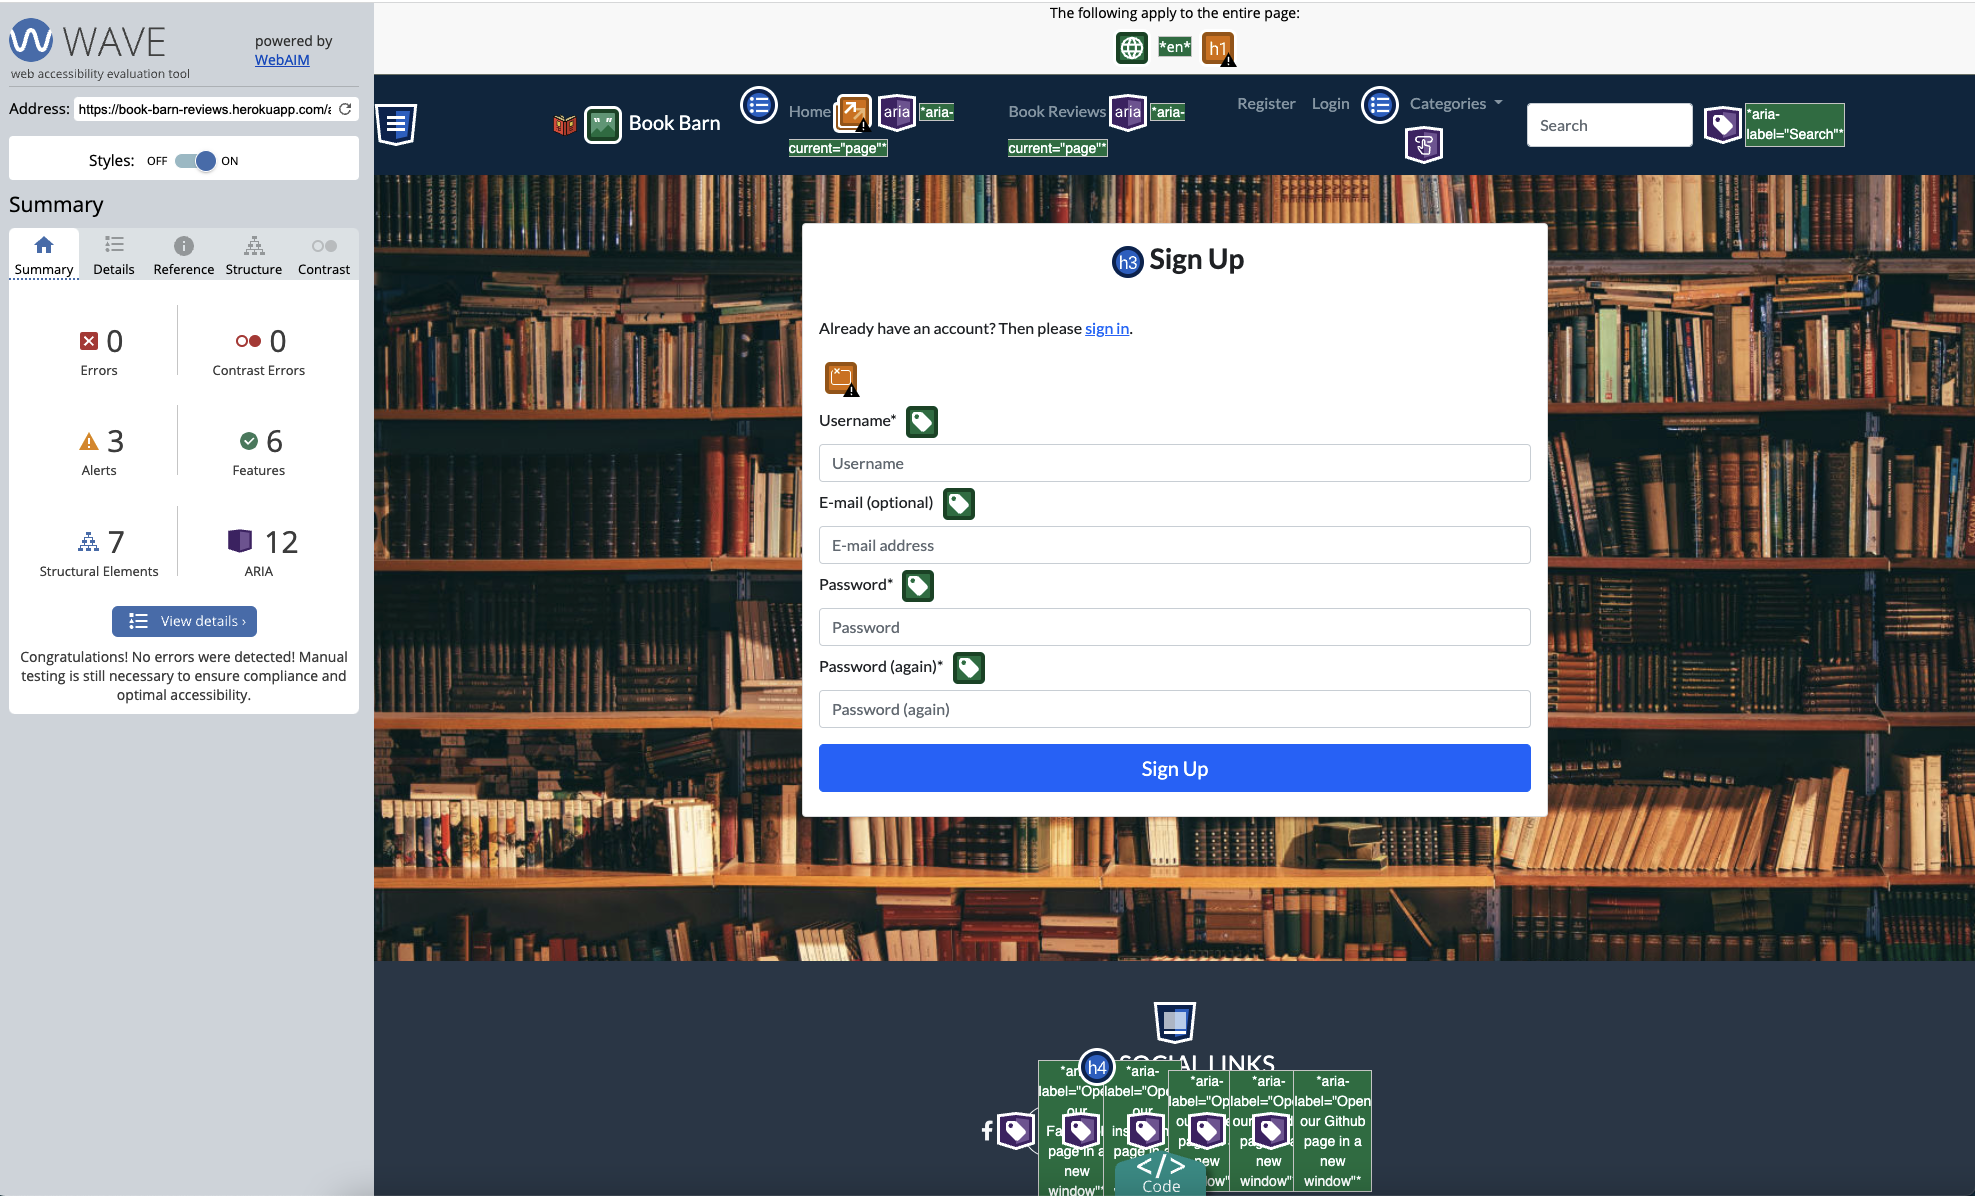 WAVE
powered by
WebAIM
web accessibility evaluation tool
Address: https://book-barn-reviews.herokuapp.com/a
Styles: OFF ON
Summary
Summary Details Reference Structure Contrast
0 0
Errors Contrast Errors
3 6
Alerts Features
7 12
Structural Elements ARIA
View details ›
Congratulations! No errors were detected! Manual
testing is still necessary to ensure compliance and
optimal accessibility.
The following apply to the entire page:
*en* h1
Book Barn
Home aria *aria-
current="page"*
Book Reviews aria *aria-
current="page"*
Register Login Categories
Search
*aria-
label="Search"*
h3 Sign Up
Already have an account? Then please sign in.
Username*
Username
E-mail (optional)
E-mail address
Password*
Password
Password (again)*
Password (again)
Sign Up
h4 SOCIAL LINKS
*aria-
label="Open
our Github
page in a
new
window"*
</> Code